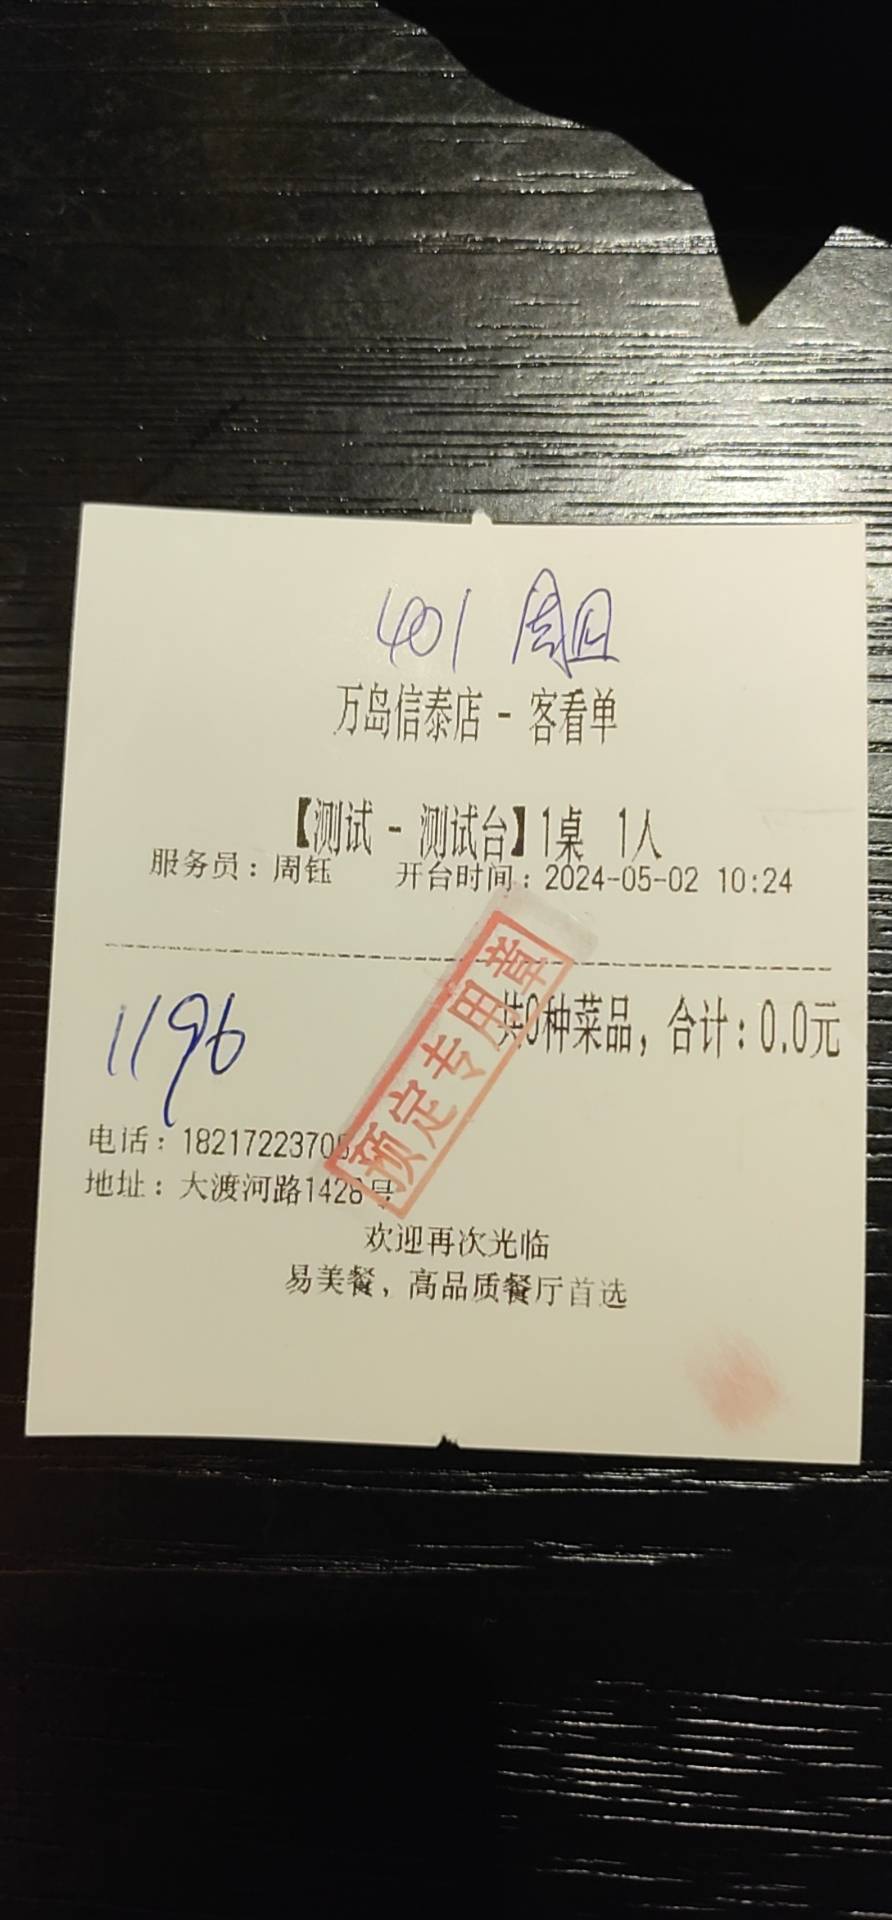 401 周
万岛信泰店 - 客看单
【测试 - 测试台】1桌 1人
服务员：周钰 开台时间：2024-05-02 10:24
共0种菜品，合计：0.0元
1196
预定专用章
电话：1821722370
地址：大渡河路1428号
欢迎再次光临
易美餐，高品质餐厅首选